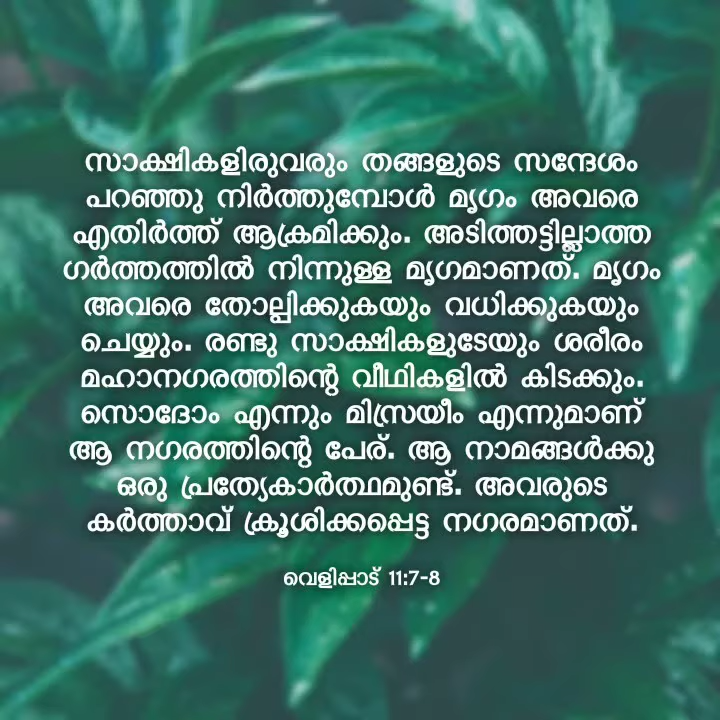 സാക്ഷികളിരുവരും തങ്ങളുടെ സന്ദേശം
പറഞ്ഞു നിർത്തുമ്പോൾ മൃഗം അവരെ
എതിർത്ത് ആക്രമിക്കും. അടിത്തട്ടില്ലാത്ത
ഗർത്തത്തിൽ നിന്നുള്ള മൃഗമാണത്. മൃഗം
അവരെ തോല്പിക്കുകയും വധിക്കുകയും
ചെയ്യും. രണ്ടു സാക്ഷികളുടേയും ശരീരം
മഹാനഗരത്തിന്റെ വീഥികളിൽ കിടക്കും.
സൊദോം എന്നും മിസ്രയീം എന്നുമാണ്
ആ നഗരത്തിന്റെ പേര്. ആ നാമങ്ങൾക്കു
ഒരു പ്രത്യേകാർത്ഥമുണ്ട്. അവരുടെ
കർത്താവ് ക്രൂശിക്കപ്പെട്ട നഗരമാണത്.
വെളിപ്പാട് 11:7-8